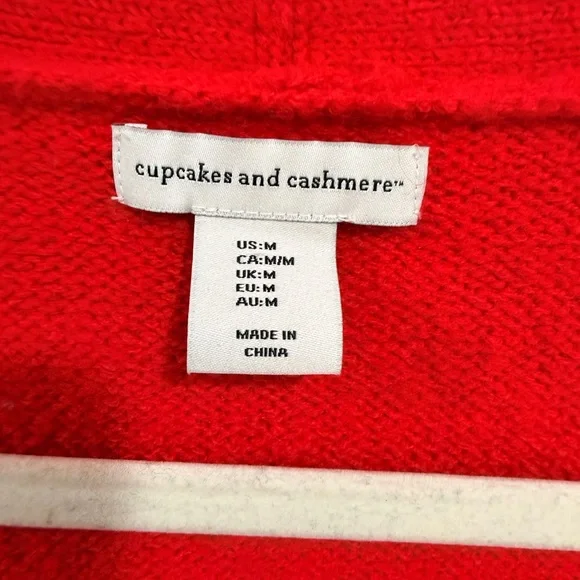 cupcakes and cashmere™
US:M
CA:M/M
UK:M
EU:M
AU:M
MADE IN
CHINA